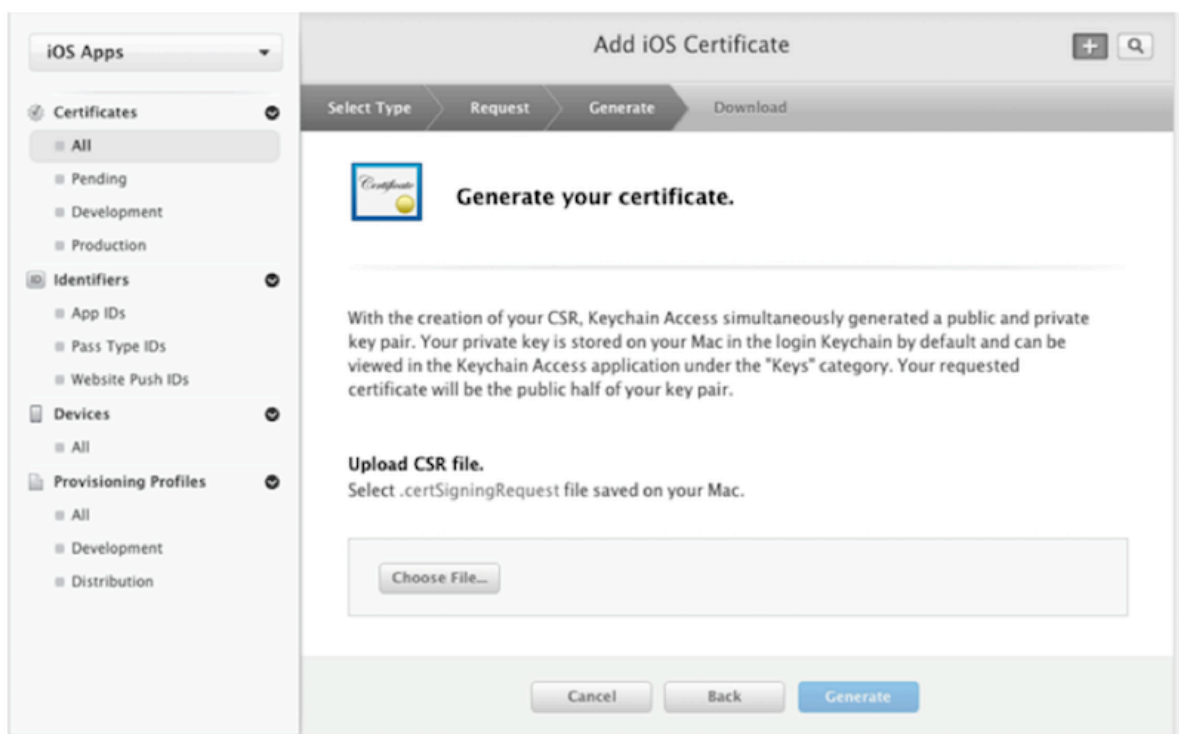 iOS Apps
Certificates
All
Pending
Development
Production
ID Identifiers
App IDs
Pass Type IDs
Website Push IDs
Devices
All
Provisioning Profiles
All
Development
Distribution
Add iOS Certificate
Select Type
Request
Generate
Download
Certificate
Generate your certificate.
With the creation of your CSR, Keychain Access simultaneously generated a public and private
key pair. Your private key is stored on your Mac in the login Keychain by default and can be
viewed in the Keychain Access application under the "Keys" category. Your requested
certificate will be the public half of your key pair.
Upload CSR file.
Select .certSigningRequest file saved on your Mac.
Choose File...
Cancel
Back
Generate